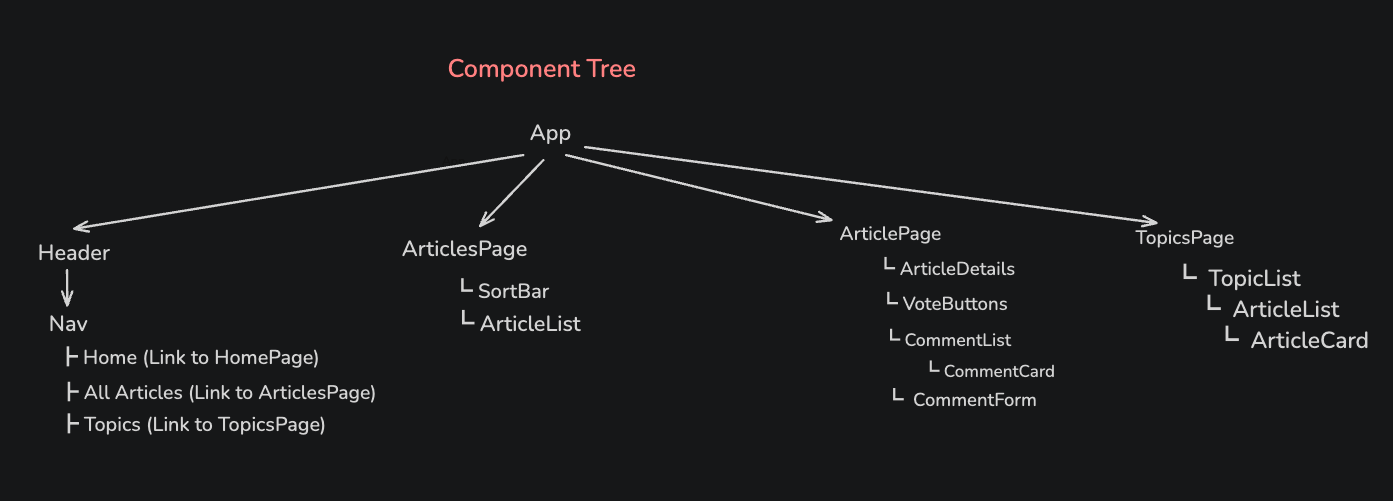 Component Tree
App
Header
Nav
Home (Link to HomePage)
All Articles (Link to ArticlesPage)
Topics (Link to TopicsPage)
ArticlesPage
SortBar
ArticleList
ArticlePage
ArticleDetails
VoteButtons
CommentList
CommentCard
CommentForm
TopicsPage
TopicList
ArticleList
ArticleCard